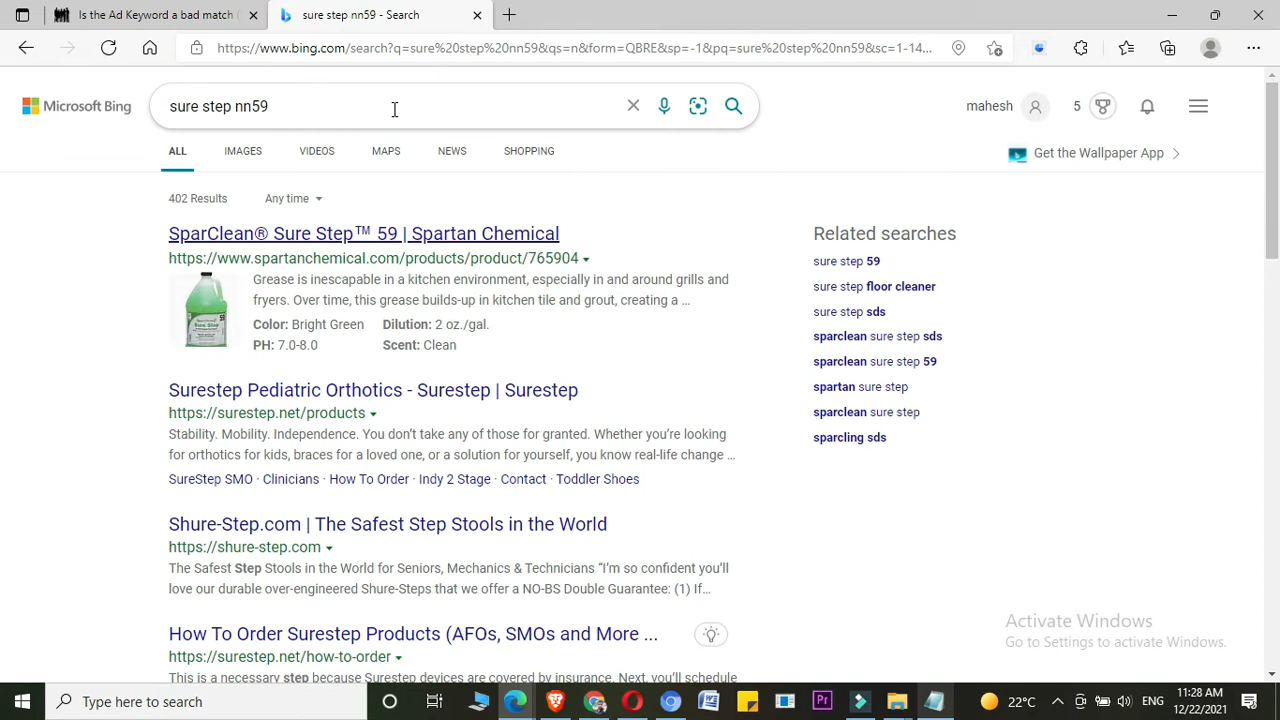 Is the Ad Keyword Dead? And
sure step nn59 - Search
https://www.bing.com/search?q=sure%20step%20nn59&qs=n&form=QBRE&sp=-1&pq=sure%20step%20nn59&sc=1-14...
Microsoft Bing
sure step nn59
mahesh
5
ALL
IMAGES
VIDEOS
MAPS
NEWS
SHOPPING
Get the Wallpaper App
402 Results
Any time
SparClean® Sure Step™ 59 | Spartan Chemical
https://www.spartanchemical.com/products/product/765904
Grease is inescapable in a kitchen environment, especially in and around grills and
fryers. Over time, this grease builds-up in kitchen tile and grout, creating a ...
Color: Bright Green
Dilution: 2 oz./gal.
PH: 7.0-8.0
Scent: Clean
Surestep Pediatric Orthotics - Surestep | Surestep
https://surestep.net/products
Stability. Mobility. Independence. You don't take any of those for granted. Whether you're looking
for orthotics for kids, braces for a loved one, or a solution for yourself, you know real-life change ...
SureStep SMO · Clinicians · How To Order · Indy 2 Stage · Contact · Toddler Shoes
Shure-Step.com | The Safest Step Stools in the World
https://shure-step.com
The Safest Step Stools in the World for Seniors, Mechanics & Technicians "I'm so confident you'll
love our durable over-engineered Shure-Steps that we offer a NO-BS Double Guarantee: (1) If...
How To Order Surestep Products (AFOs, SMOs and More ...
https://surestep.net/how-to-order
This is a necessary step because Surestep devices are covered by insurance. Next, you'll schedule
Related searches
sure step 59
sure step floor cleaner
sure step sds
sparclean sure step sds
sparclean sure step 59
spartan sure step
sparclean sure step
sparcling sds
Activate Windows
Go to Settings to activate Windows.
Type here to search
22°C
ENG
11:28 AM
12/22/2021